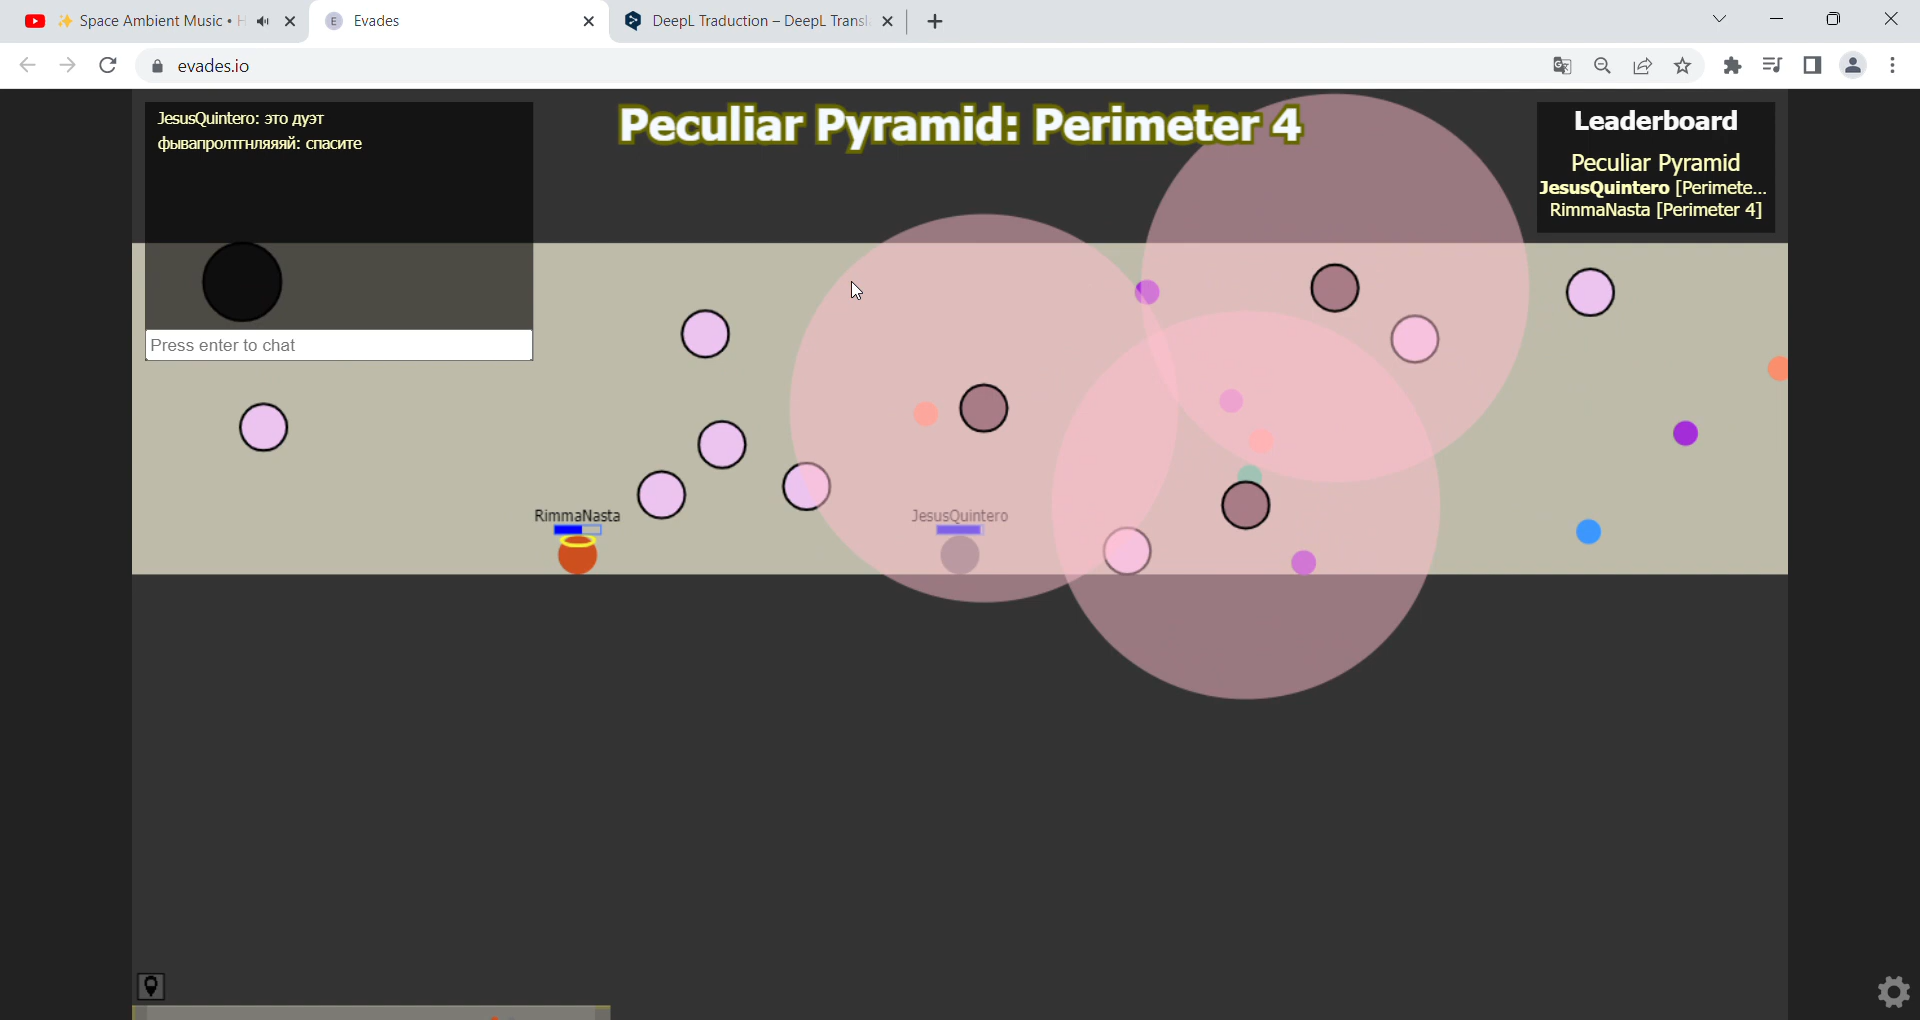 ✨ Space Ambient Music •
Evades
DeepL Traduction – DeepL Transl
evades.io
JesusQuintero: это дуэт
фывапролтгнляяяй: спасите
Press enter to chat
Peculiar Pyramid: Perimeter 4
Leaderboard
Peculiar Pyramid
JesusQuintero [Perimete...
RimmaNasta [Perimeter 4]
RimmaNasta
JesusQuintero